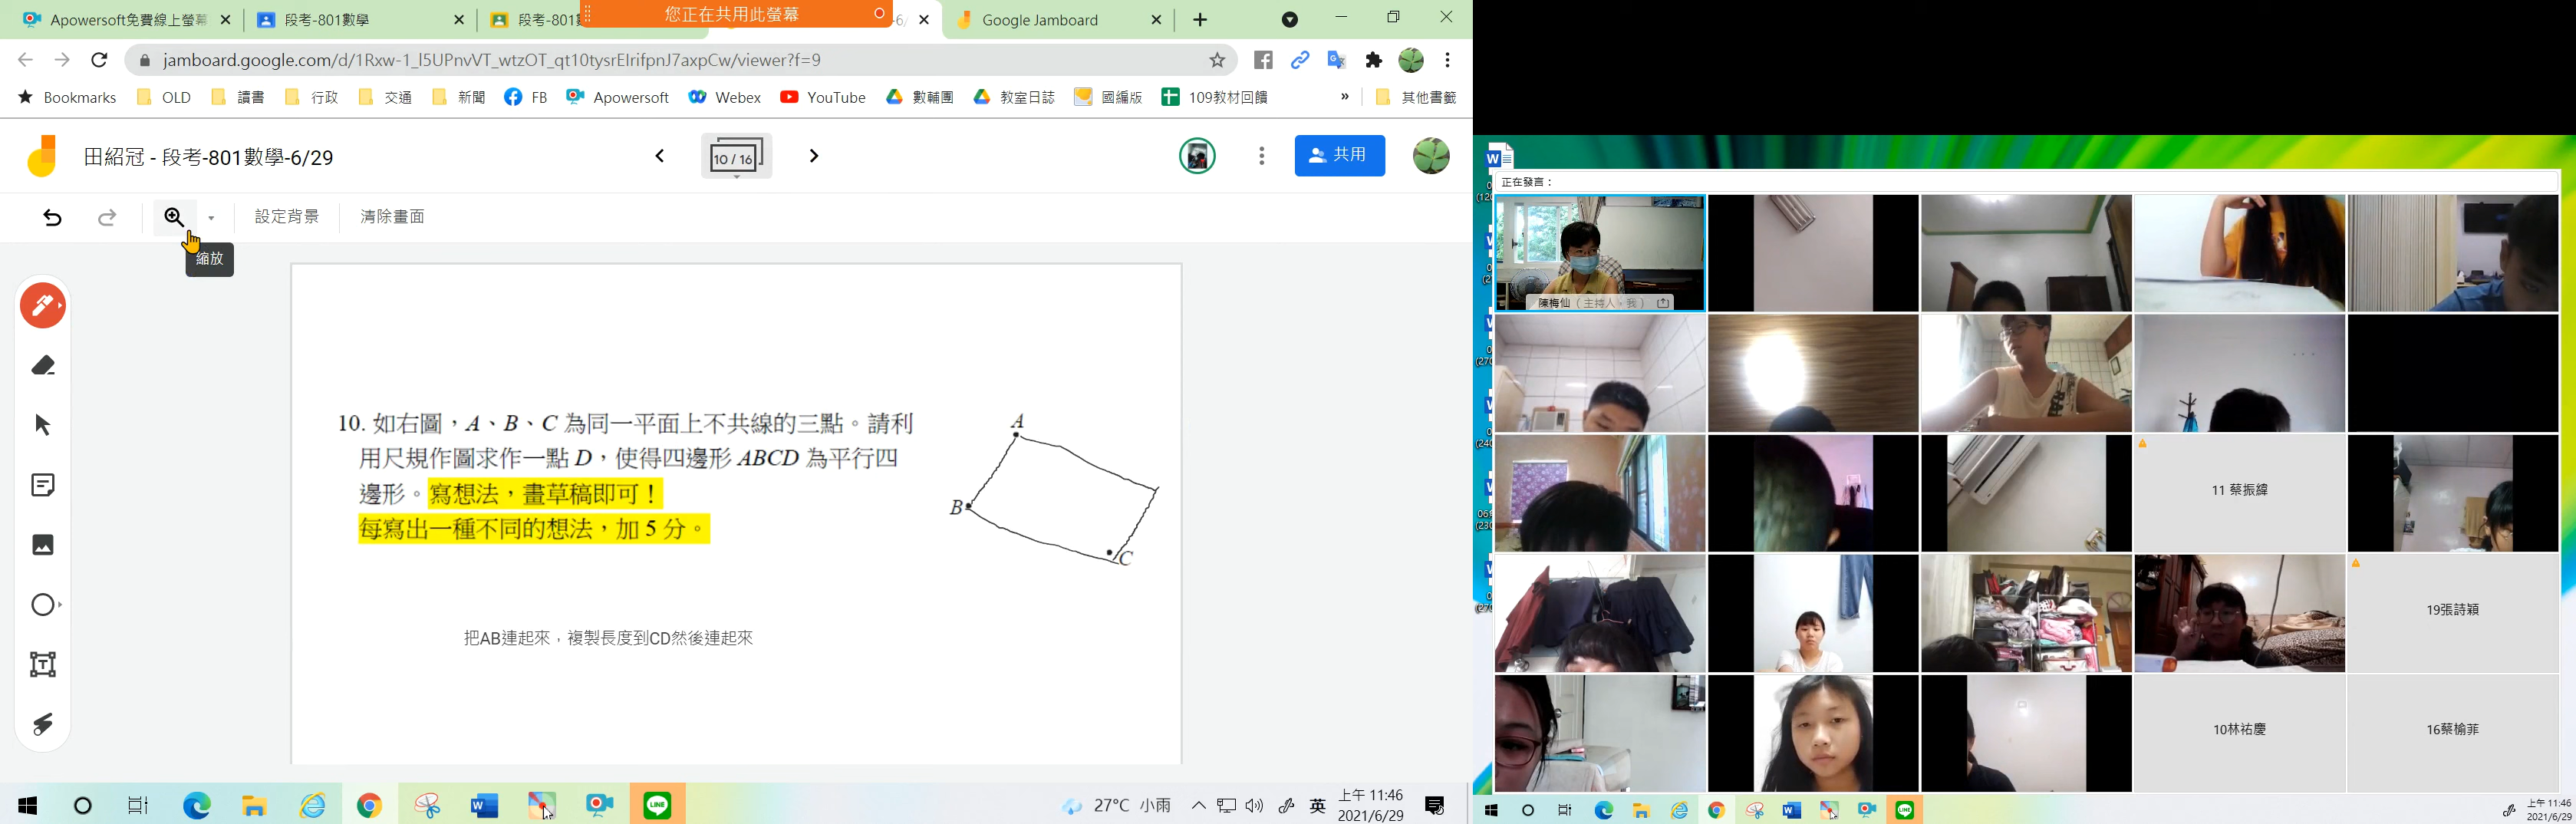 Apowersoft免費線上螢幕
段考-801數學
您正在共用此螢幕
Google Jamboard
jamboard.google.com/d/1Rxw-1_l5UPnvVT_wtzOT_qt10tysrElrifpnJ7axpCw/viewer?f=9
Bookmarks OLD 讀書 行政 交通 新聞 FB Apowersoft Webex YouTube 數輔團 教室日誌 國編版 109教材回饋 » 其他書籤
田紹冠 - 段考-801數學-6/29
10 / 16
共用
設定背景
清除畫面
縮放
10. 如右圖，A、B、C 為同一平面上不共線的三點。請利
用尺規作圖求作一點 D，使得四邊形 ABCD 為平行四
邊形。寫想法，畫草稿即可！
每寫出一種不同的想法，加 5 分。
A
B
C
把AB連起來，複製長度到CD然後連起來
27°C 小雨
英
上午 11:46
2021/6/29
正在發言：
陳梅仙（主持人，我）
11 蔡振緯
19張詩穎
10林祐慶
16蔡榆菲
上午 11:46
2021/6/29